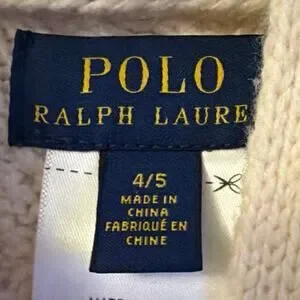 POLO
RALPH LAURE
4/5
MADE IN
CHINA
FABRIQUÉ EN
CHINE